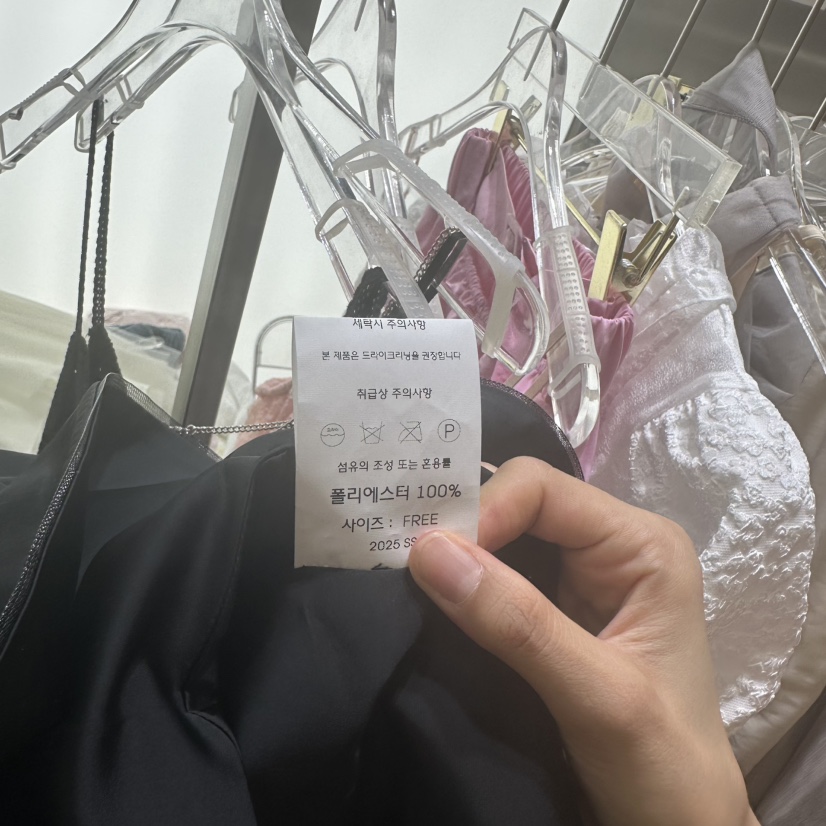 세탁시 주의사항
본 제품은 드라이크리닝을 권장합니다
취급상 주의사항
P
섬유의 조성 또는 혼용률
폴리에스터 100%
사이즈 : FREE
2025 SS